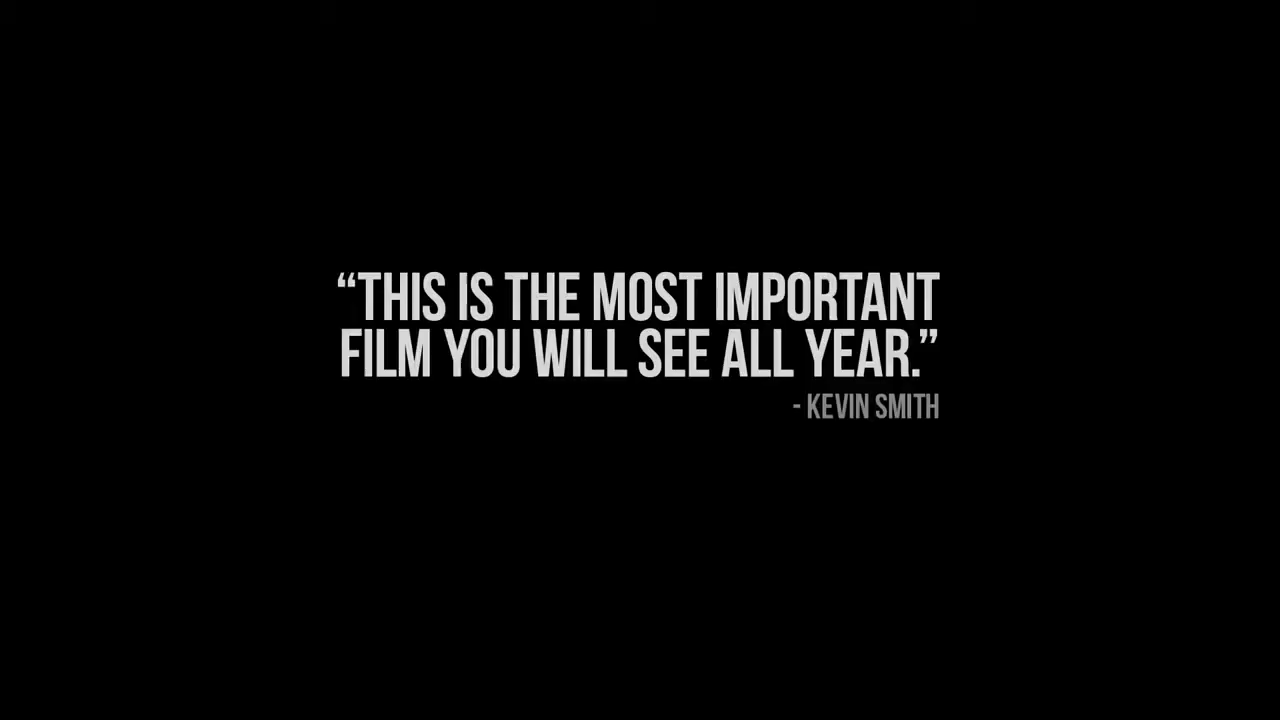 “THIS IS THE MOST IMPORTANT
FILM YOU WILL SEE ALL YEAR.”
- KEVIN SMITH